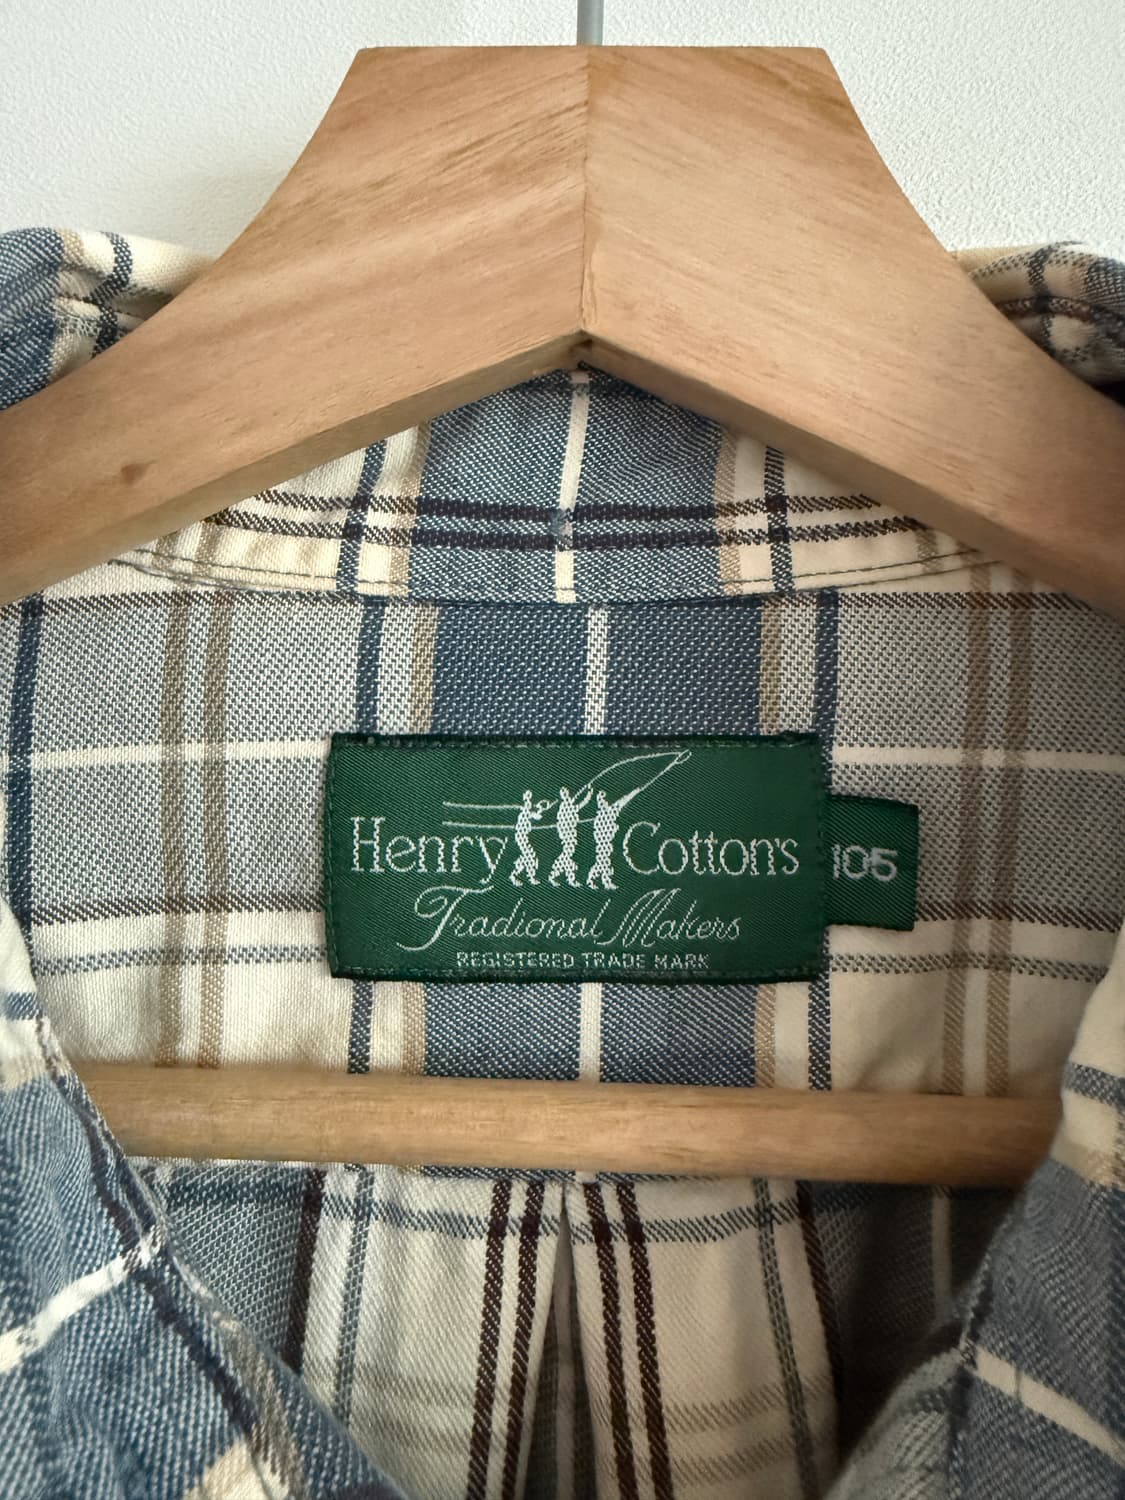 Henry Cotton's
Tradional Makers
REGISTERED TRADE MARK
105